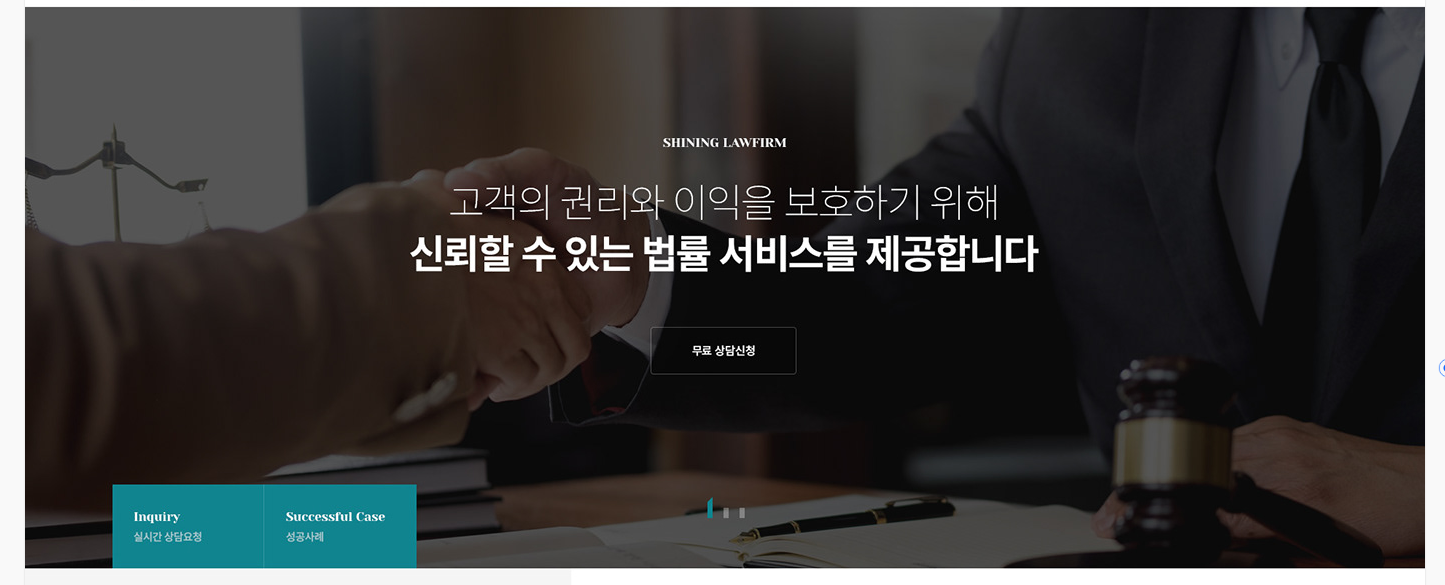 SHINING LAWFIRM
고객의 권리와 이익을 보호하기 위해
신뢰할 수 있는 법률 서비스를 제공합니다
무료 상담신청
Inquiry
실시간 상담요청
Successful Case
성공사례